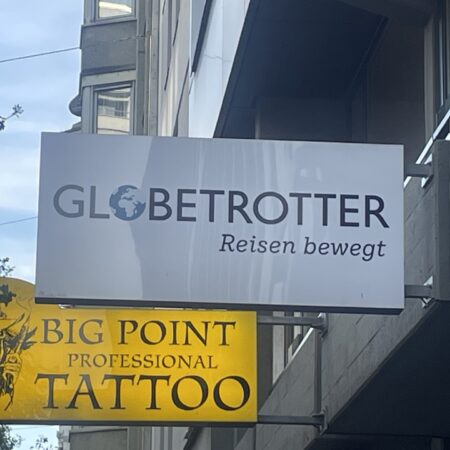 GLOBETROTTER
Reisen bewegt
BIG POINT
PROFESSIONAL
TATTOO